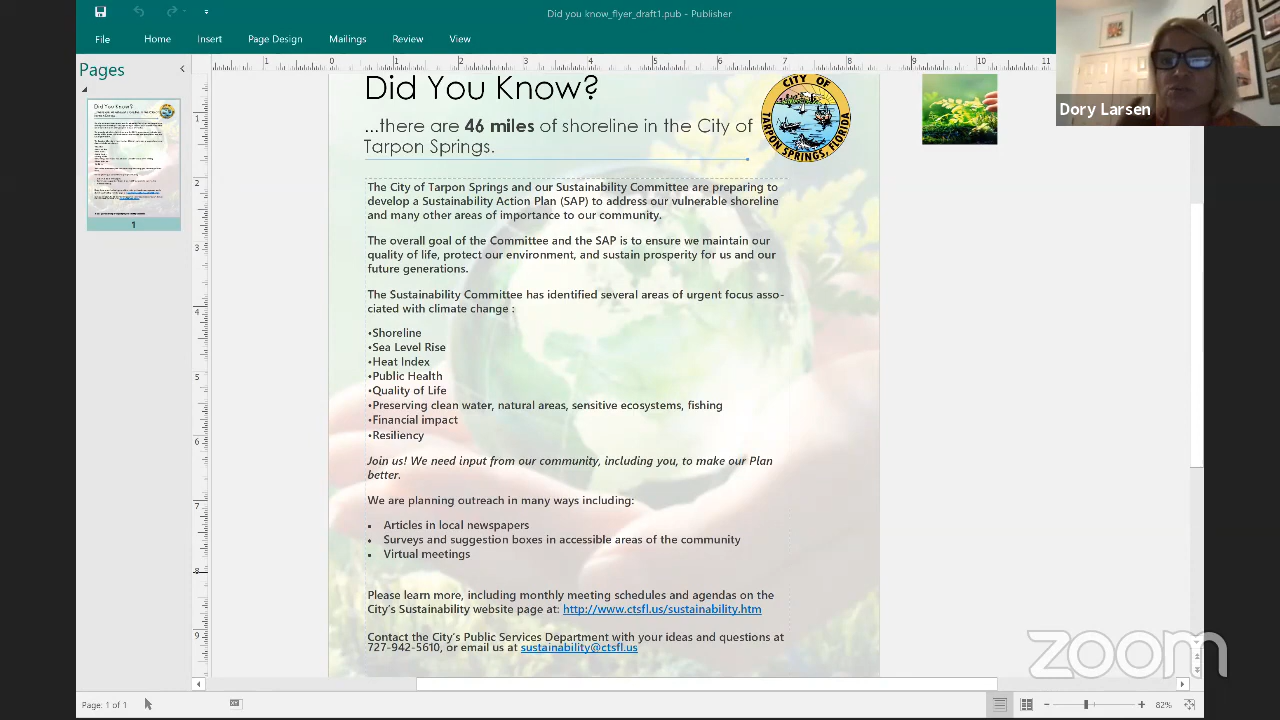 Did you know_flyer_draft1.pub - Publisher
File Home Insert Page Design Mailings Review View
Dory Larsen
Pages
1
Did You Know?
...there are 46 miles of shoreline in the City of
Tarpon Springs.
CITY OF
TARPON SPRINGS, FLORIDA
The City of Tarpon Springs and our Sustainability Committee are preparing to
develop a Sustainability Action Plan (SAP) to address our vulnerable shoreline
and many other areas of importance to our community.
The overall goal of the Committee and the SAP is to ensure we maintain our
quality of life, protect our environment, and sustain prosperity for us and our
future generations.
The Sustainability Committee has identified several areas of urgent focus asso-
ciated with climate change :
•Shoreline
•Sea Level Rise
•Heat Index
•Public Health
•Quality of Life
•Preserving clean water, natural areas, sensitive ecosystems, fishing
•Financial impact
•Resiliency
Join us! We need input from our community, including you, to make our Plan
better.
We are planning outreach in many ways including:
▪ Articles in local newspapers
▪ Surveys and suggestion boxes in accessible areas of the community
▪ Virtual meetings
Please learn more, including monthly meeting schedules and agendas on the
City's Sustainability website page at: http://www.ctsfl.us/sustainability.htm
Contact the City's Public Services Department with your ideas and questions at
727-942-5610, or email us at sustainability@ctsfl.us
zoom
Page: 1 of 1
82%